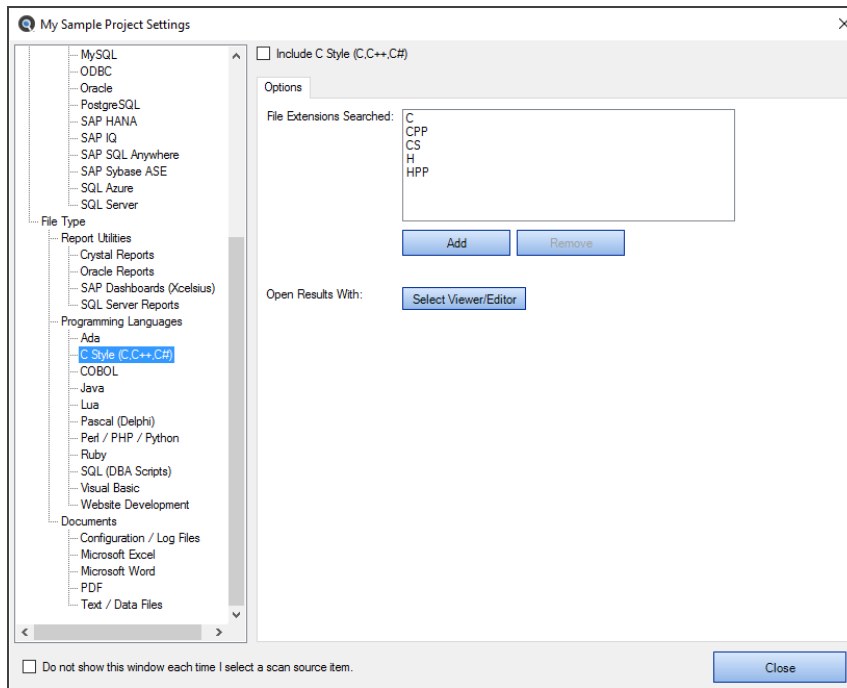 My Sample Project Settings
MySQL
ODBC
Oracle
PostgreSQL
SAP HANA
SAP IQ
SAP SQL Anywhere
SAP Sybase ASE
SQL Azure
SQL Server
File Type
Report Utilities
Crystal Reports
Oracle Reports
SAP Dashboards (Xcelsius)
SQL Server Reports
Programming Languages
Ada
C Style (C,C++,C#)
COBOL
Java
Lua
Pascal (Delphi)
Perl / PHP / Python
Ruby
SQL (DBA Scripts)
Visual Basic
Website Development
Documents
Configuration / Log Files
Microsoft Excel
Microsoft Word
PDF
Text / Data Files
Include C Style (C,C++,C#)
Options
File Extensions Searched:
C
CPP
CS
H
HPP
Add
Remove
Open Results With:
Select Viewer/Editor
Do not show this window each time I select a scan source item.
Close